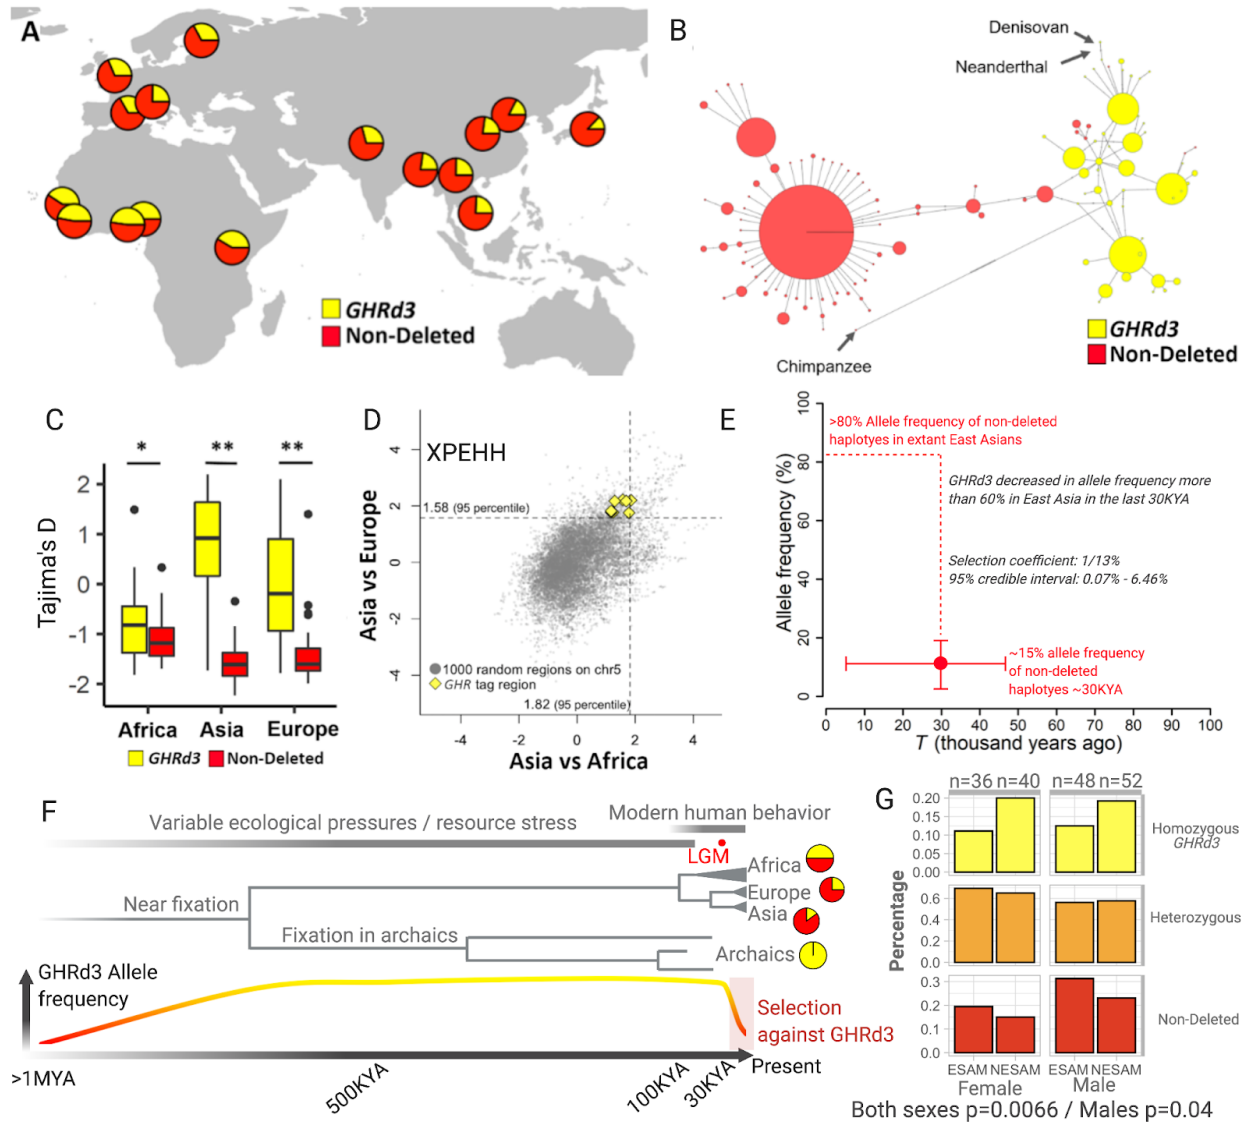 A
GHRd3
Non-Deleted
B
Denisovan
Neanderthal
Chimpanzee
GHRd3
Non-Deleted
C
Tajima's D
2
1
0
-1
-2
*
**
**
Africa
Asia
Europe
GHRd3
Non-Deleted
D
XPEHH
Asia vs Europe
4
2
0
-2
-4
1.58 (95 percentile)
1000 random regions on chr5
GHR tag region
1.82 (95 percentile)
-4
-2
0
2
4
Asia vs Africa
E
Allele frequency (%)
100
80
60
40
20
0
>80% Allele frequency of non-deleted
haplotyes in extant East Asians
GHRd3 decreased in allele frequency more
than 60% in East Asia in the last 30KYA
Selection coefficient: 1/13%
95% credible interval: 0.07% - 6.46%
~15% allele frequency
of non-deleted
haplotyes ~30KYA
0 10 20 30 40 50 60 70 80 90 100
T (thousand years ago)
F
Modern human behavior
Variable ecological pressures / resource stress
LGM
Africa
Europe
Asia
Near fixation
Fixation in archaics
Archaics
GHRd3 Allele
frequency
Selection
against GHRd3
Present
>1MYA
500KYA
100KYA
30KYA
G
n=36 n=40
n=48 n=52
Percentage
0.20
0.15
0.10
0.05
0.00
Homozygous
GHRd3
0.6
0.4
0.2
0.0
Heterozygous
0.3
0.2
0.1
0.0
Non-Deleted
ESAM NESAM
ESAM NESAM
Female
Male
Both sexes p=0.0066 / Males p=0.04